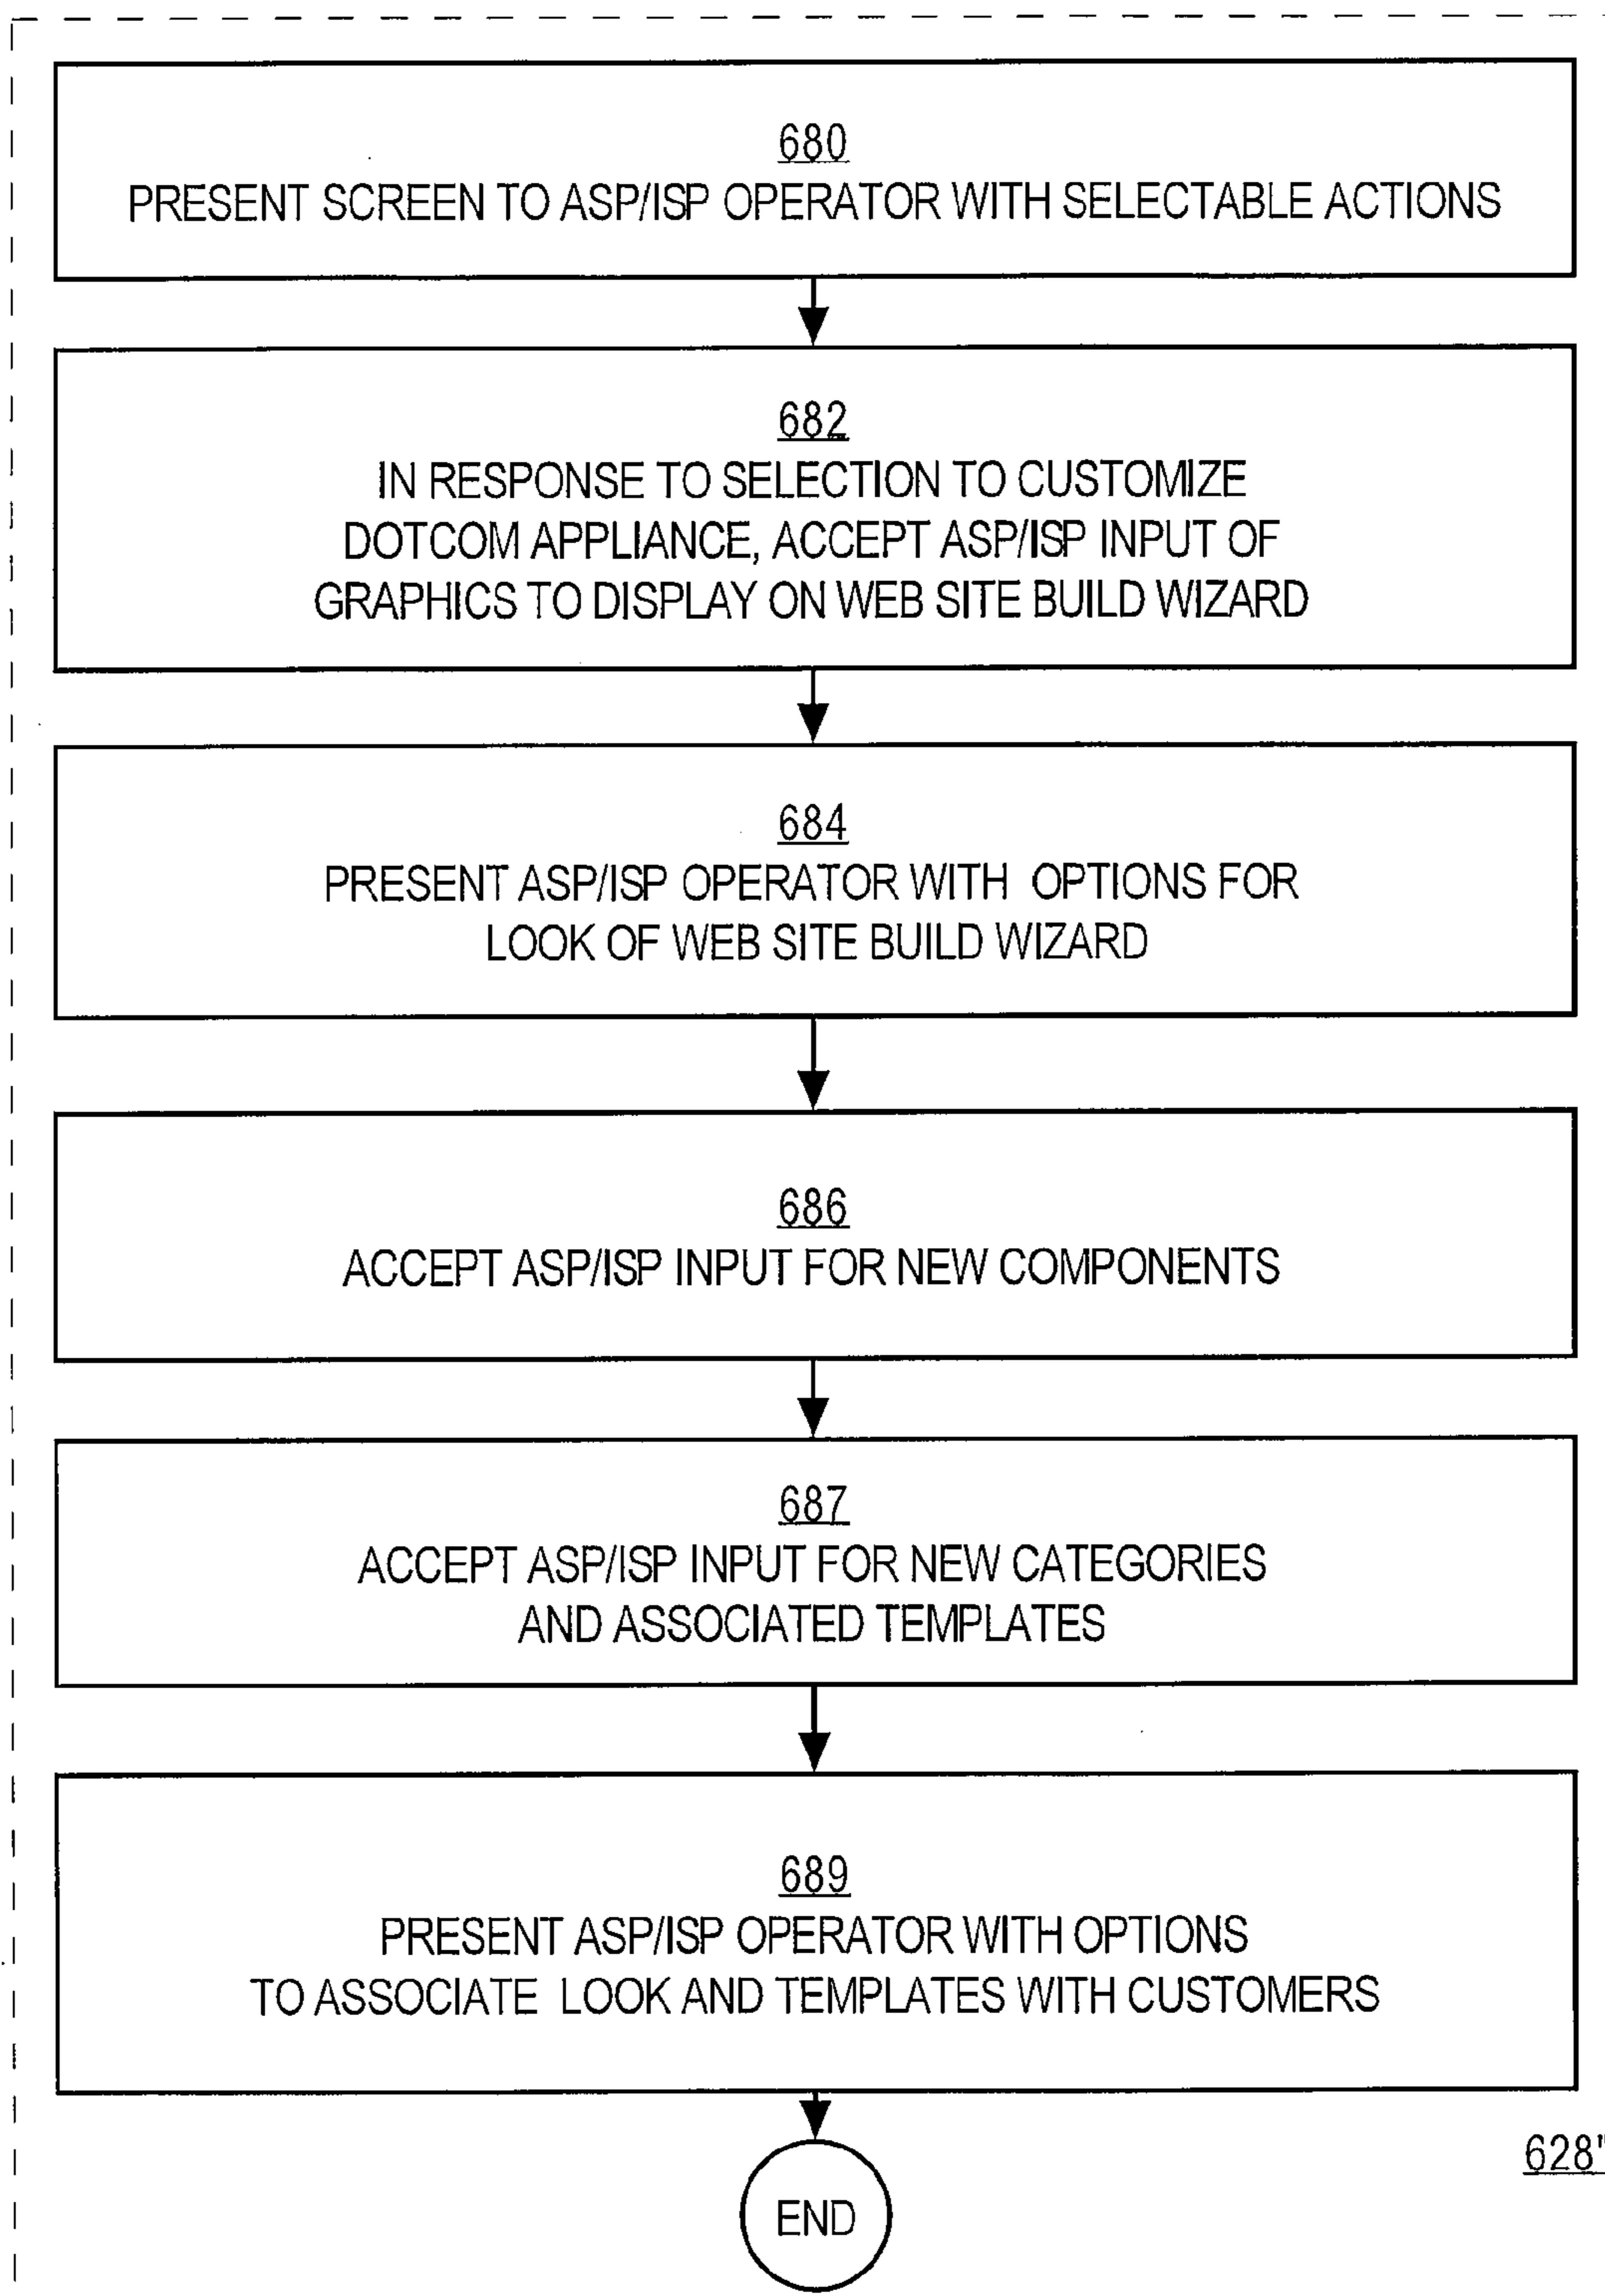 680
PRESENT SCREEN TO ASP/ISP OPERATOR WITH SELECTABLE ACTIONS
682
IN RESPONSE TO SELECTION TO CUSTOMIZE
DOTCOM APPLIANCE, ACCEPT ASP/ISP INPUT OF
GRAPHICS TO DISPLAY ON WEB SITE BUILD WIZARD
684
PRESENT ASP/ISP OPERATOR WITH OPTIONS FOR
LOOK OF WEB SITE BUILD WIZARD
686
ACCEPT ASP/ISP INPUT FOR NEW COMPONENTS
687
ACCEPT ASP/ISP INPUT FOR NEW CATEGORIES
AND ASSOCIATED TEMPLATES
689
PRESENT ASP/ISP OPERATOR WITH OPTIONS
TO ASSOCIATE LOOK AND TEMPLATES WITH CUSTOMERS
628"
END